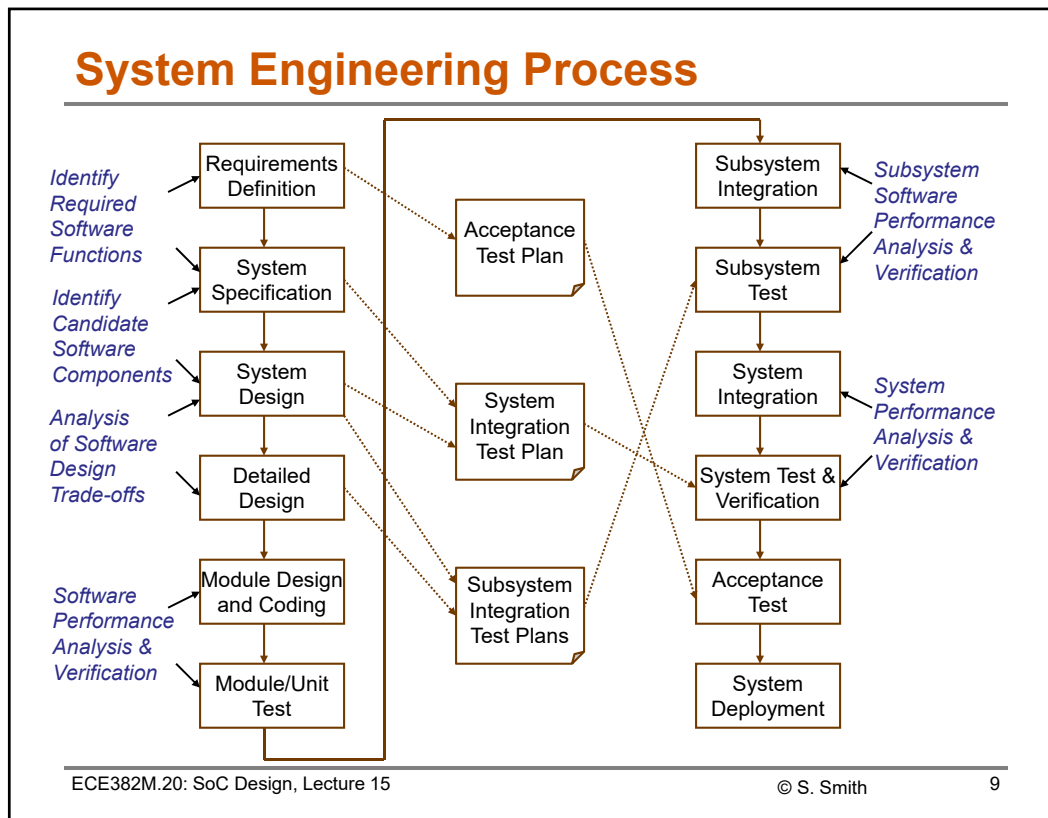 System Engineering Process
Identify
Required
Software
Functions
Identify
Candidate
Software
Components
Analysis
of Software
Design
Trade-offs
Software
Performance
Analysis &
Verification
Requirements
Definition
System
Specification
System
Design
Detailed
Design
Module Design
and Coding
Module/Unit
Test
Acceptance
Test Plan
System
Integration
Test Plan
Subsystem
Integration
Test Plans
Subsystem
Integration
Subsystem
Test
System
Integration
System Test &
Verification
Acceptance
Test
System
Deployment
Subsystem
Software
Performance
Analysis &
Verification
System
Performance
Analysis &
Verification
ECE382M.20: SoC Design, Lecture 15
© S. Smith
9